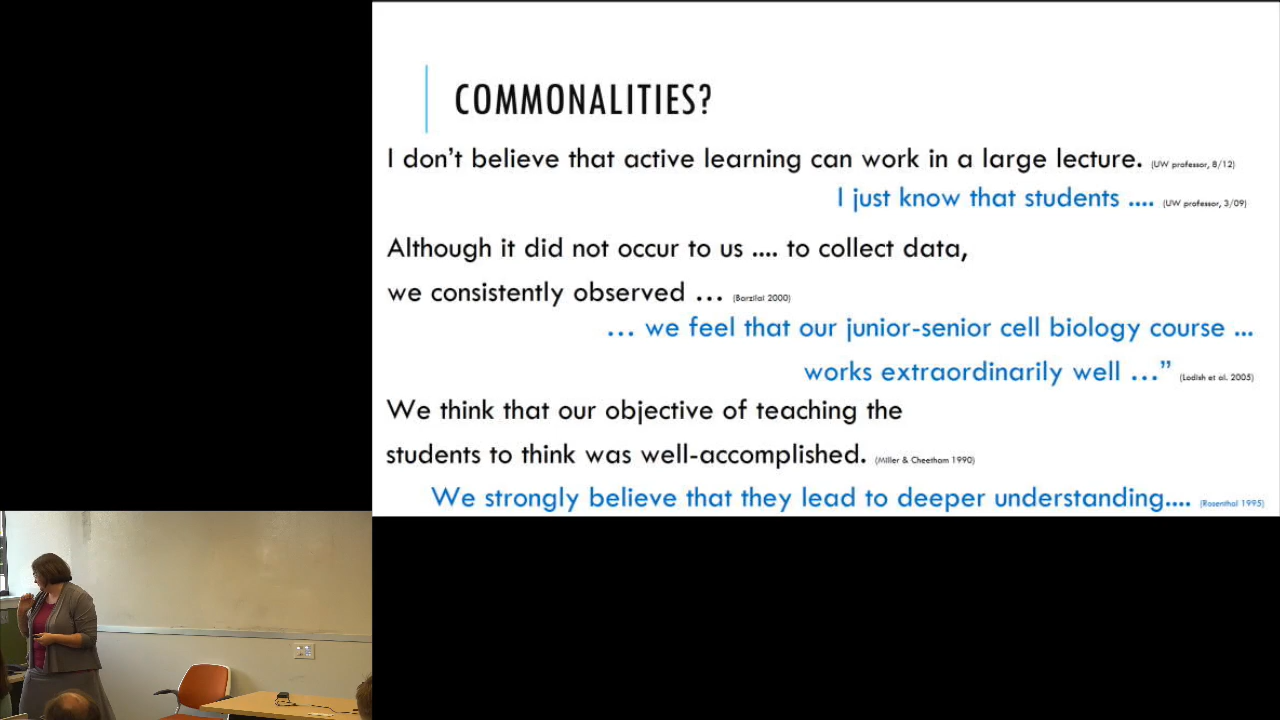 COMMONALITIES?
I don't believe that active learning can work in a large lecture. (UW professor, 8/12)
I just know that students .... (UW professor, 3/09)
Although it did not occur to us .... to collect data,
we consistently observed ... (Barzilai 2000)
... we feel that our junior-senior cell biology course ...
works extraordinarily well ..." (Lodish et al. 2005)
We think that our objective of teaching the
students to think was well-accomplished. (Miller & Cheetham 1990)
We strongly believe that they lead to deeper understanding.... (Rosenthal 1995)